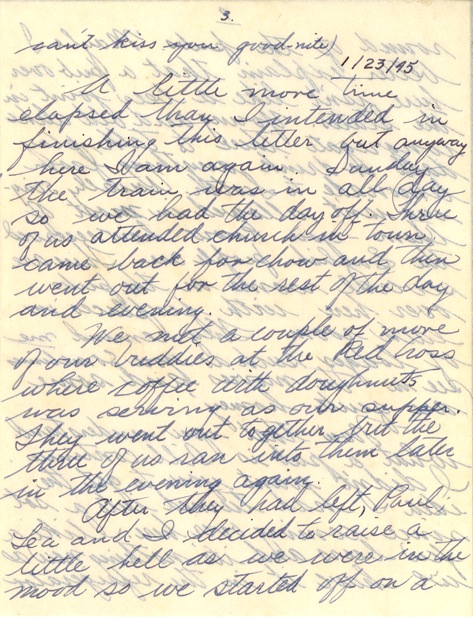 3.
can't kiss you good-nite)
1/23/45
A little more time
elapsed than I intended in
finishing this letter but anyway
here I am again. Sunday
the train was in all day
so we had the day off. Three
of us attended church in town
came back for chow and then
went out for the rest of the day
and evening.
We met a couple of more
of our buddies at the Red Cross
where coffee with doughnuts
was serving as our supper.
They went out together but the
three of us ran into them later
in the evening again.
After they had left, Paul,
Lea and I decided to raise a
little hell as we were in the
mood so we started off on a